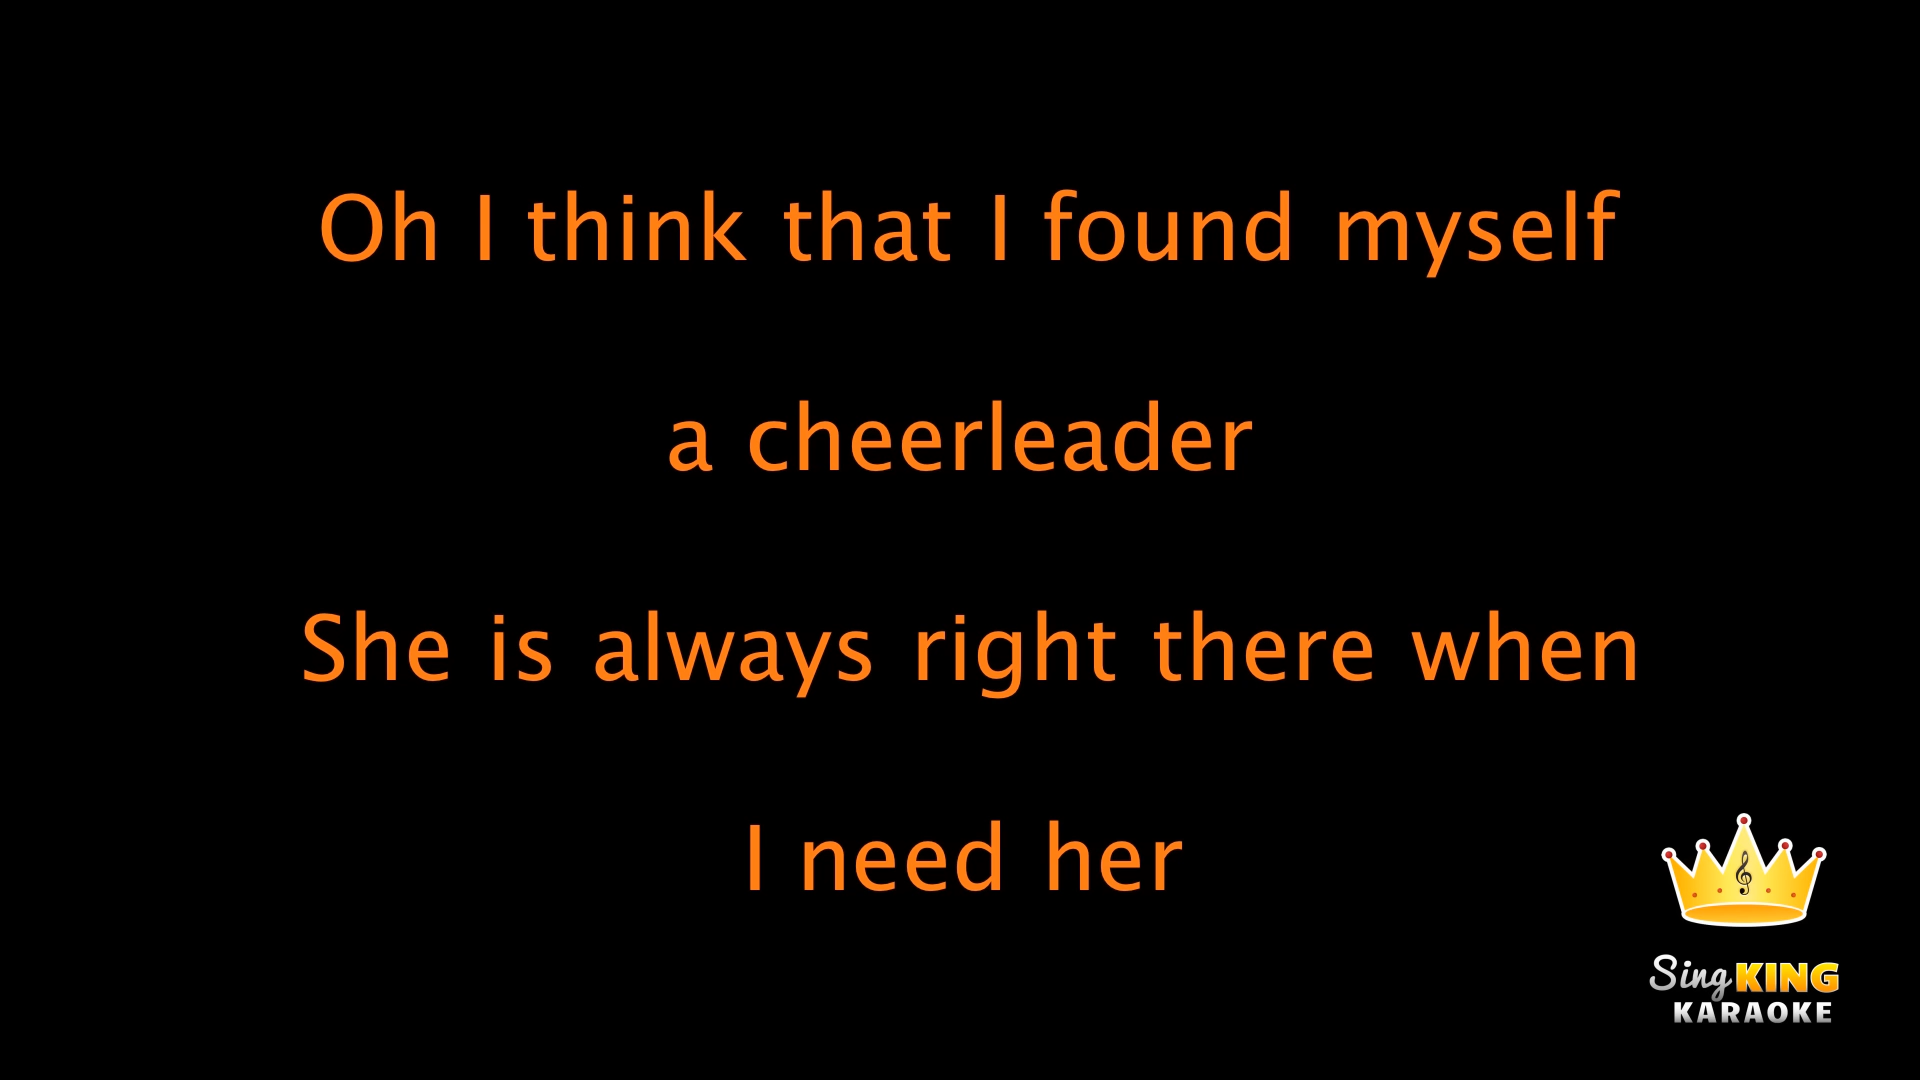 Oh I think that I found myself
a cheerleader
She is always right there when
I need her
Sing KING
KARAOKE